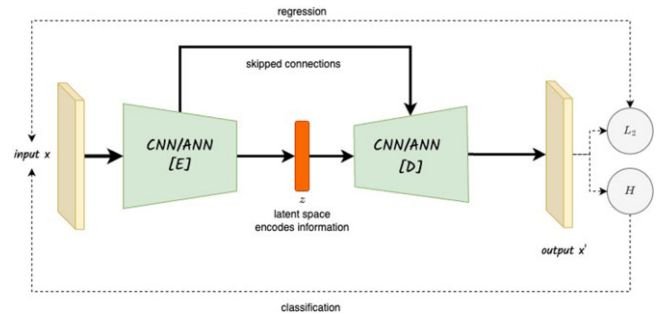 regression
skipped connections
input x
CNN/ANN
[E]
z
latent space
encodes information
CNN/ANN
[D]
output x'
L2
H
classification